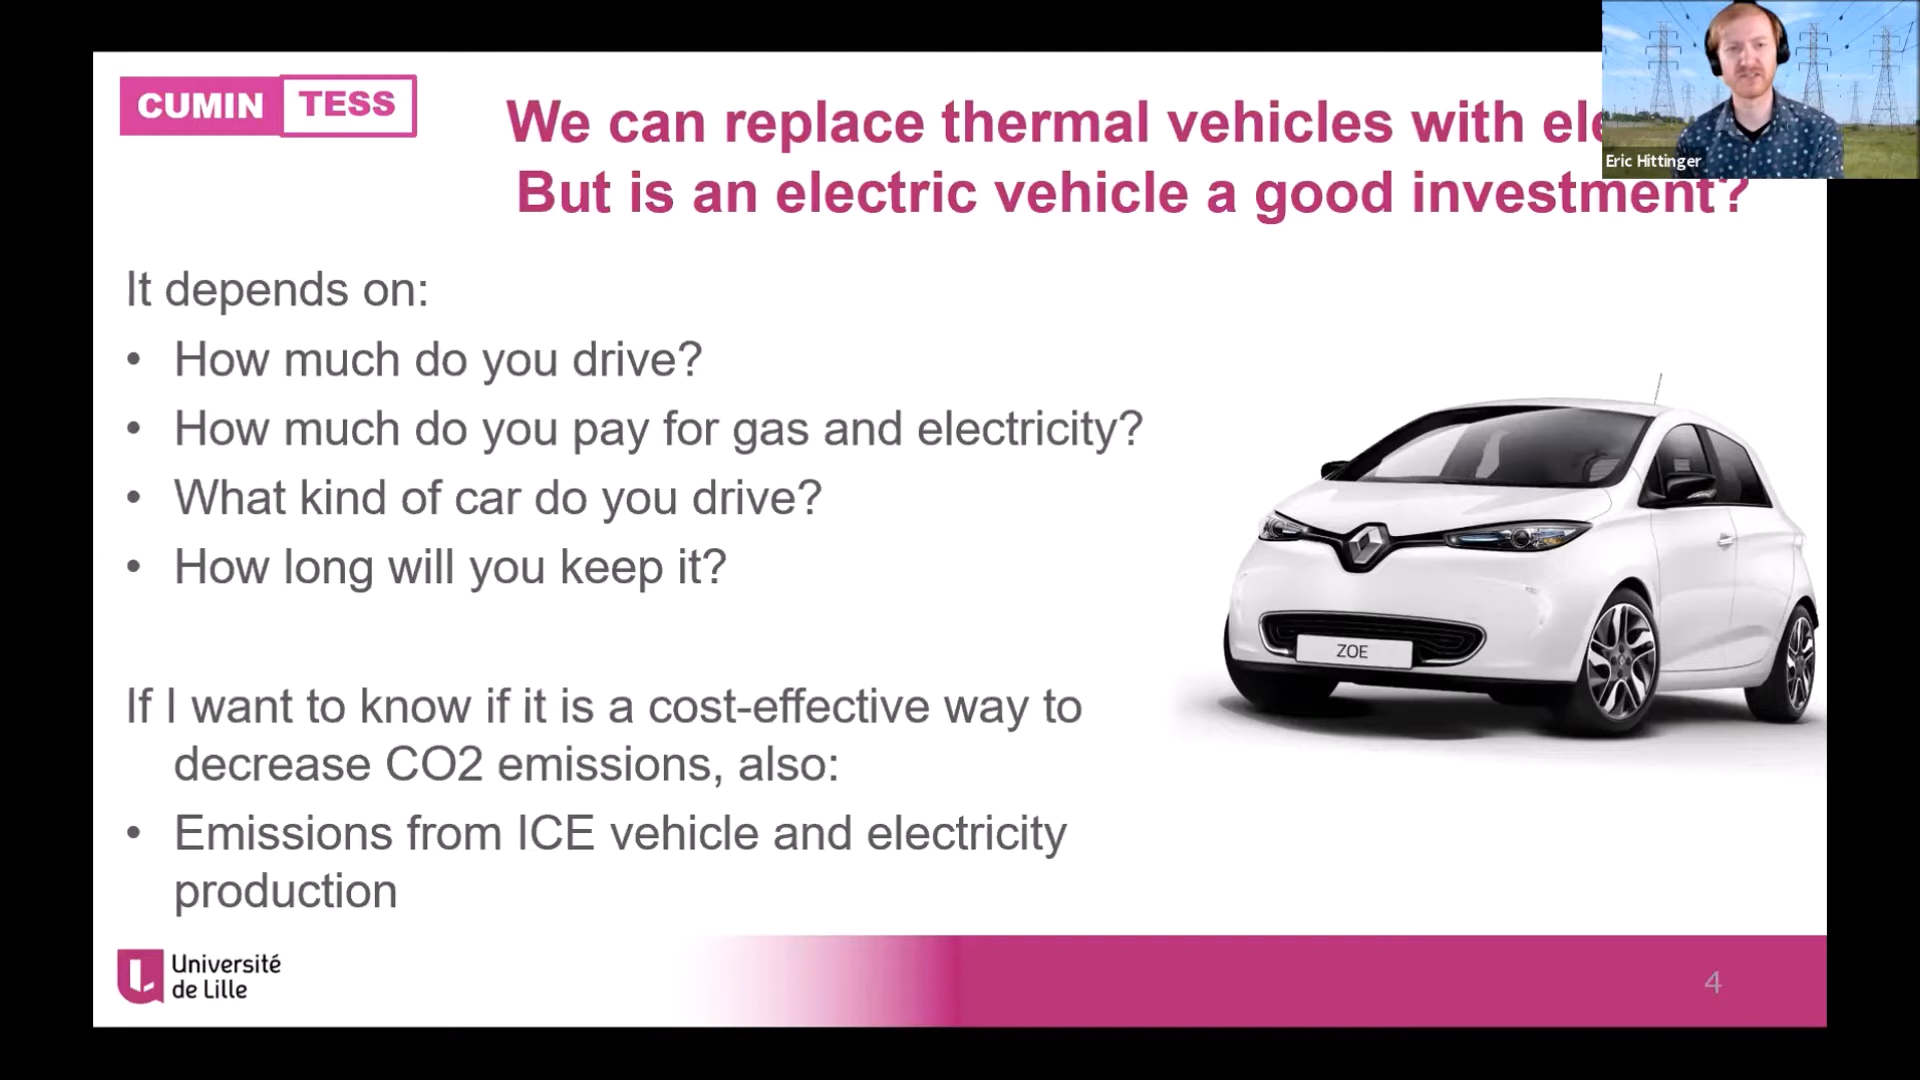 CUMIN TESS
We can replace thermal vehicles with
But is an electric vehicle a good investment?
Eric Hittinger
It depends on:
• How much do you drive?
• How much do you pay for gas and electricity?
• What kind of car do you drive?
• How long will you keep it?
ZOE
If I want to know if it is a cost-effective way to
decrease CO2 emissions, also:
• Emissions from ICE vehicle and electricity
production
Université
de Lille
4